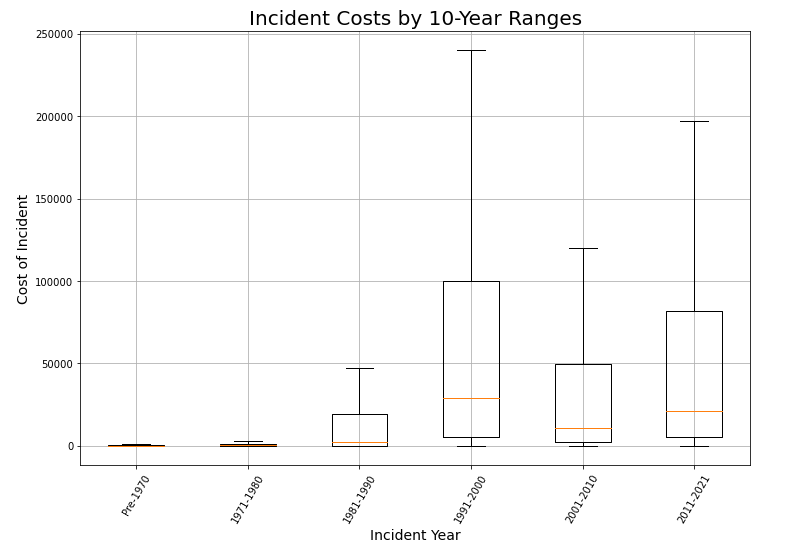 Incident Costs by 10-Year Ranges
250000
200000
150000
100000
50000
0
Cost of Incident
Pre-1970
1971-1980
1981-1990
1991-2000
2001-2010
2011-2021
Incident Year